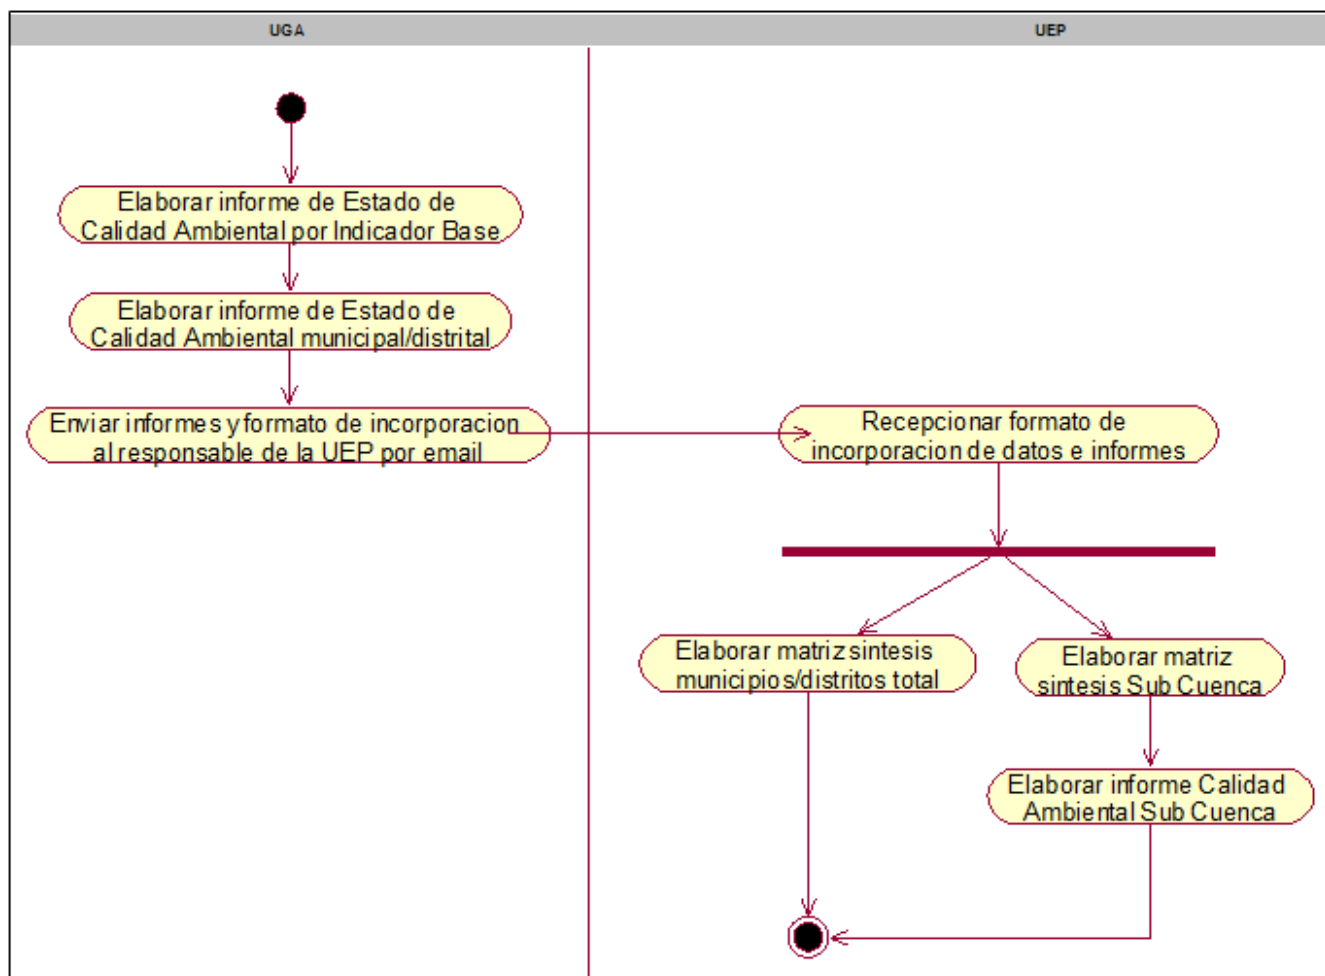 UGA
UEP
Elaborar informe de Estado de
Calidad Ambiental por Indicador Base
Elaborar informe de Estado de
Calidad Ambiental municipal/distrital
Enviar informes y formato de incorporacion
al responsable de la UEP por email
Recepcionar formato de
incorporacion de datos e informes
Elaborar matriz sintesis
municipios/distritos total
Elaborar matriz
sintesis Sub Cuenca
Elaborar informe Calidad
Ambiental Sub Cuenca